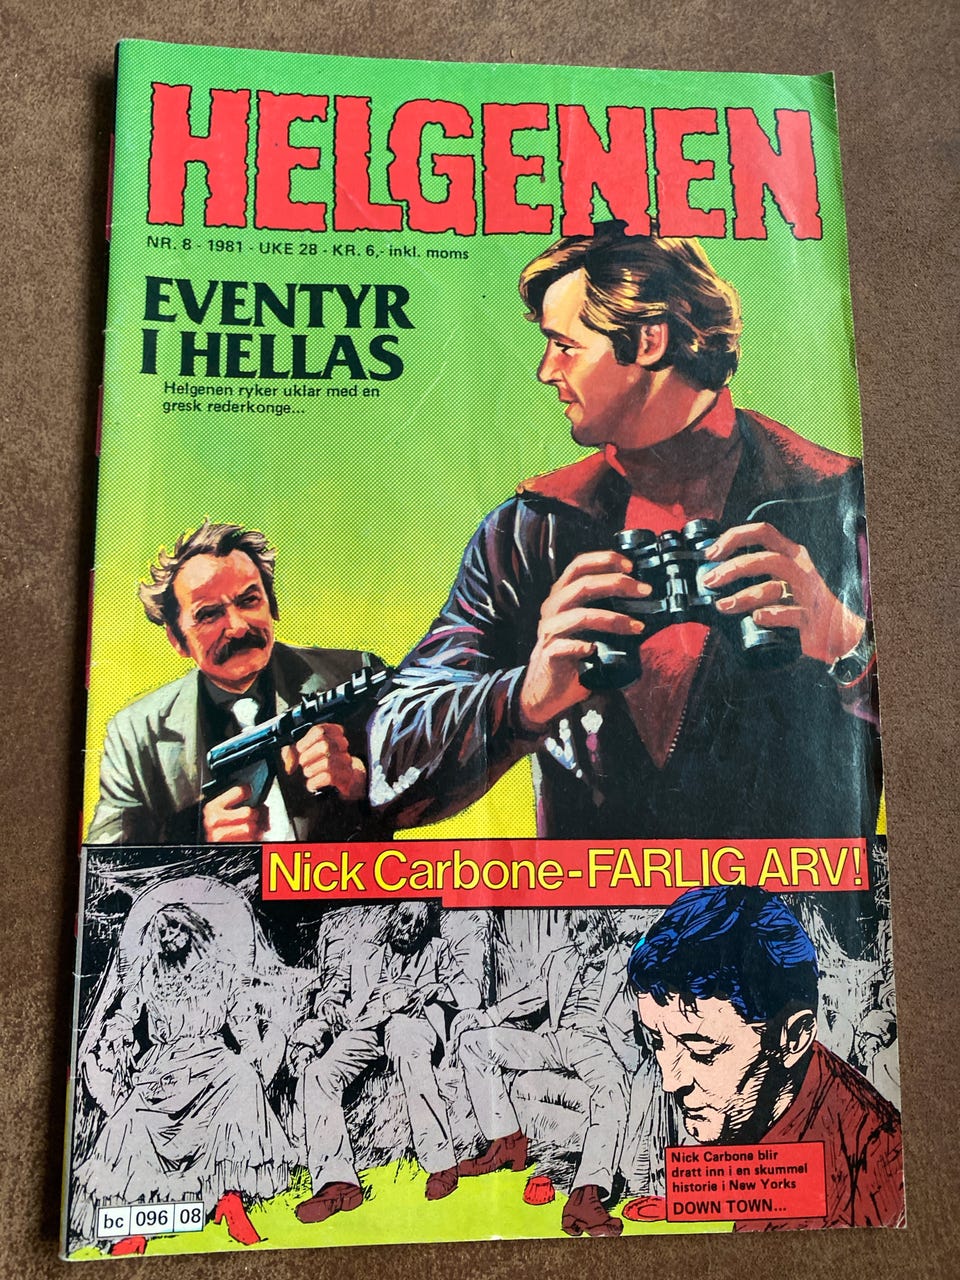 HELGENEN
NR. 8 - 1981 - UKE 28 - KR. 6,- inkl. moms
EVENTYR
I HELLAS
Helgenen ryker uklar med en
gresk rederkonge...
Nick Carbone-FARLIG ARV!
Nick Carbone blir
dratt inn i en skummel
historie i New Yorks
DOWN TOWN...
bc 096 08